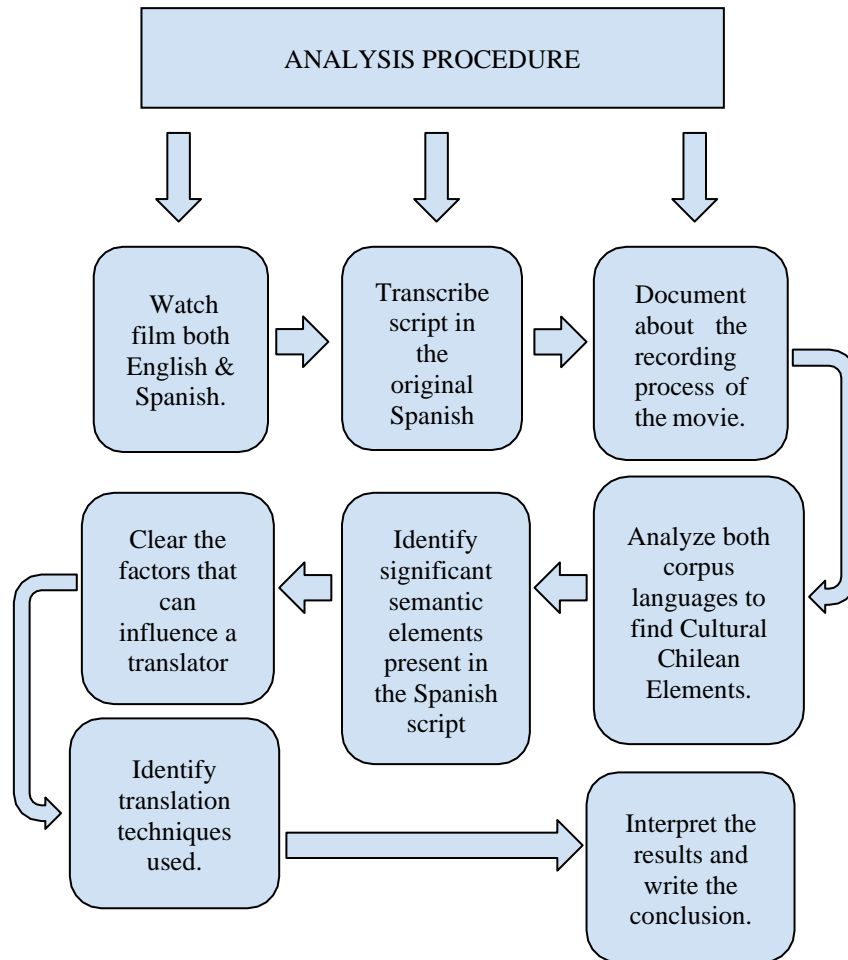 ANALYSIS PROCEDURE
Watch
film both
English &
Spanish.
Transcribe
script in
the
original
Spanish
Document
about the
recording
process of
the movie.
Analyze both
corpus
languages to
find Cultural
Chilean
Elements.
Identify
significant
semantic
elements
present in
the Spanish
script
Clear the
factors that
can
influence a
translator
Identify
translation
techniques
used.
Interpret the
results and
write the
conclusion.